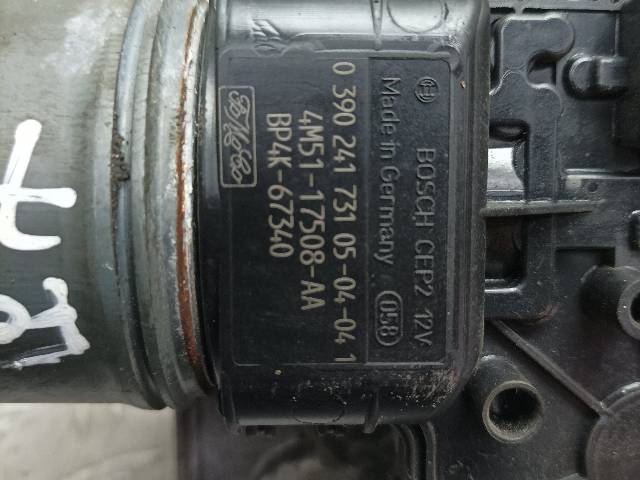 BOSCH CEP2 12V
Made in Germany 058
0 390 241 731 05-04-04 1
4M51-17508-AA
BP4K-67340
FoMoCo